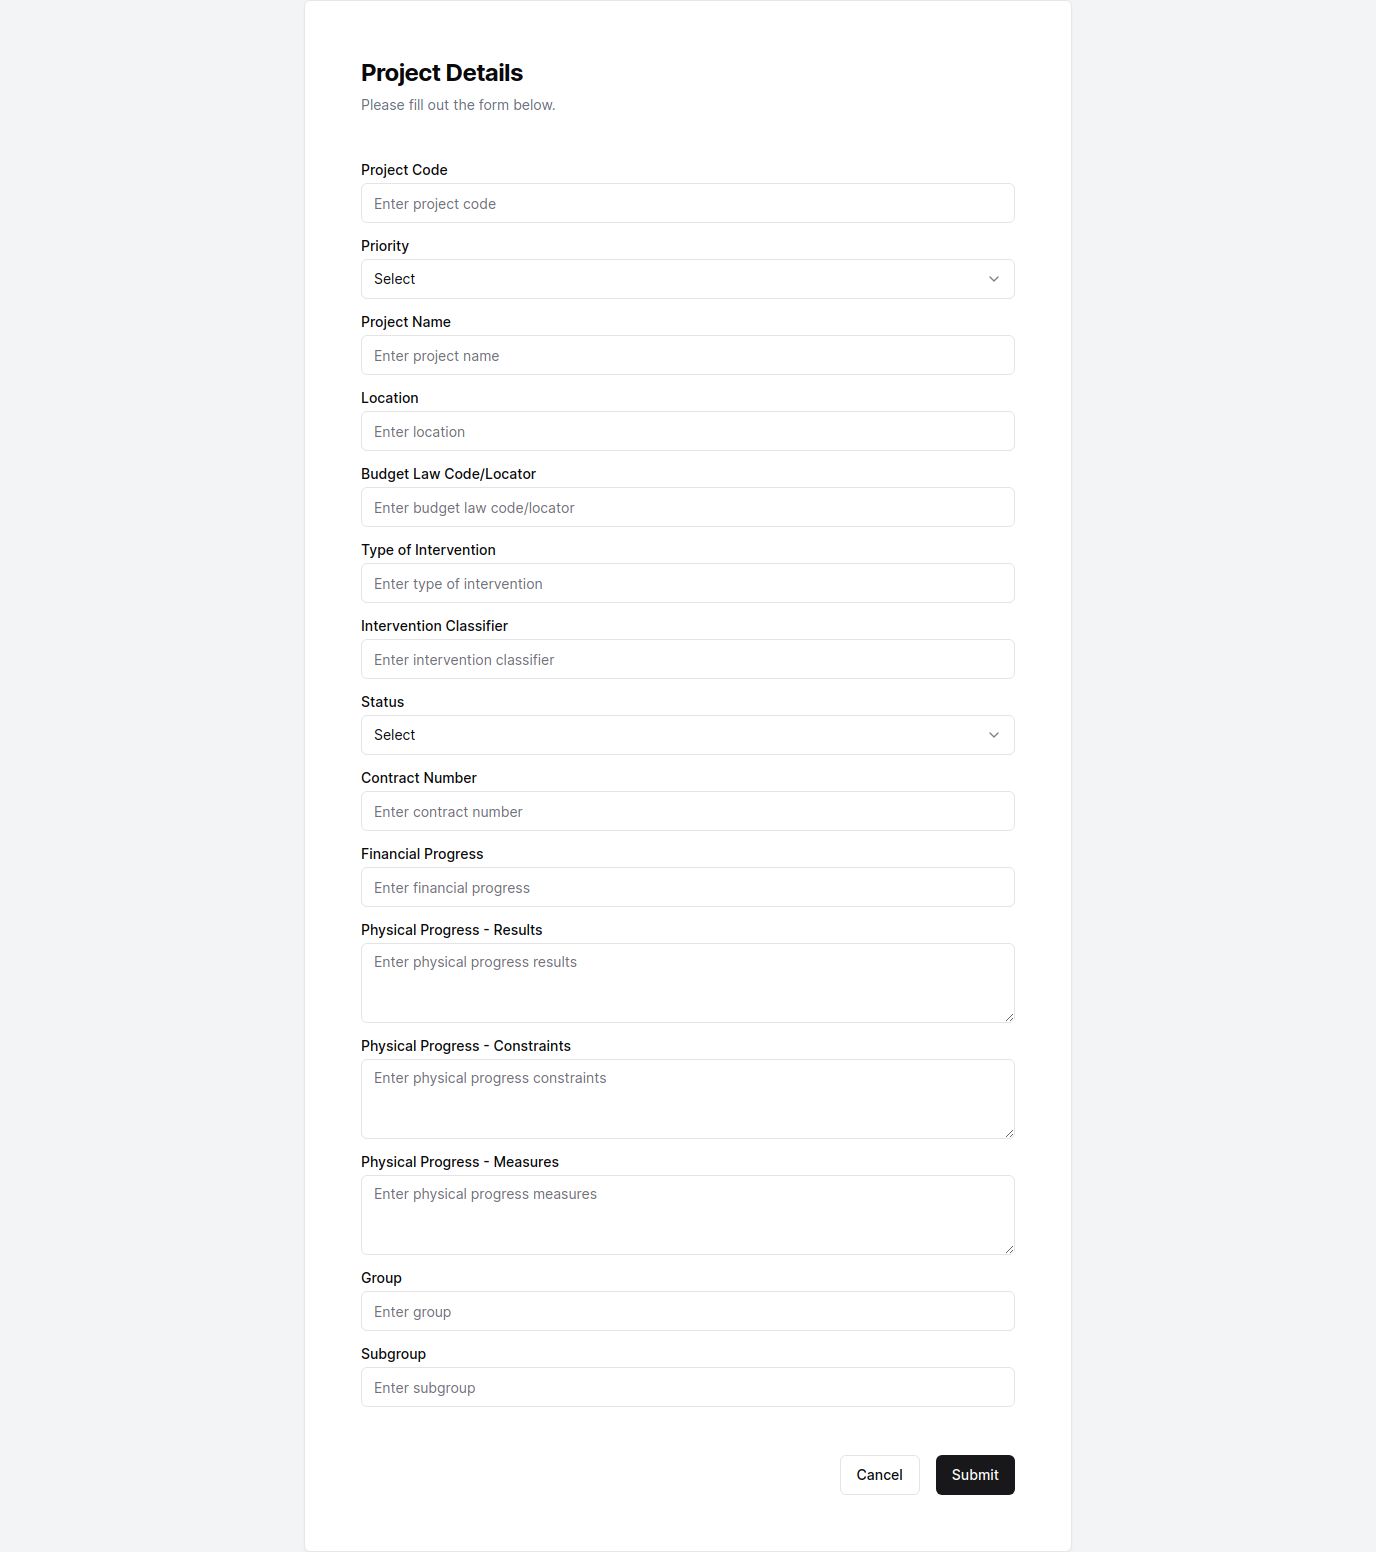 Project Details
Please fill out the form below.
Project Code
Enter project code
Priority
Select
Project Name
Enter project name
Location
Enter location
Budget Law Code/Locator
Enter budget law code/locator
Type of Intervention
Enter type of intervention
Intervention Classifier
Enter intervention classifier
Status
Select
Contract Number
Enter contract number
Financial Progress
Enter financial progress
Physical Progress - Results
Enter physical progress results
Physical Progress - Constraints
Enter physical progress constraints
Physical Progress - Measures
Enter physical progress measures
Group
Enter group
Subgroup
Enter subgroup
Cancel Submit